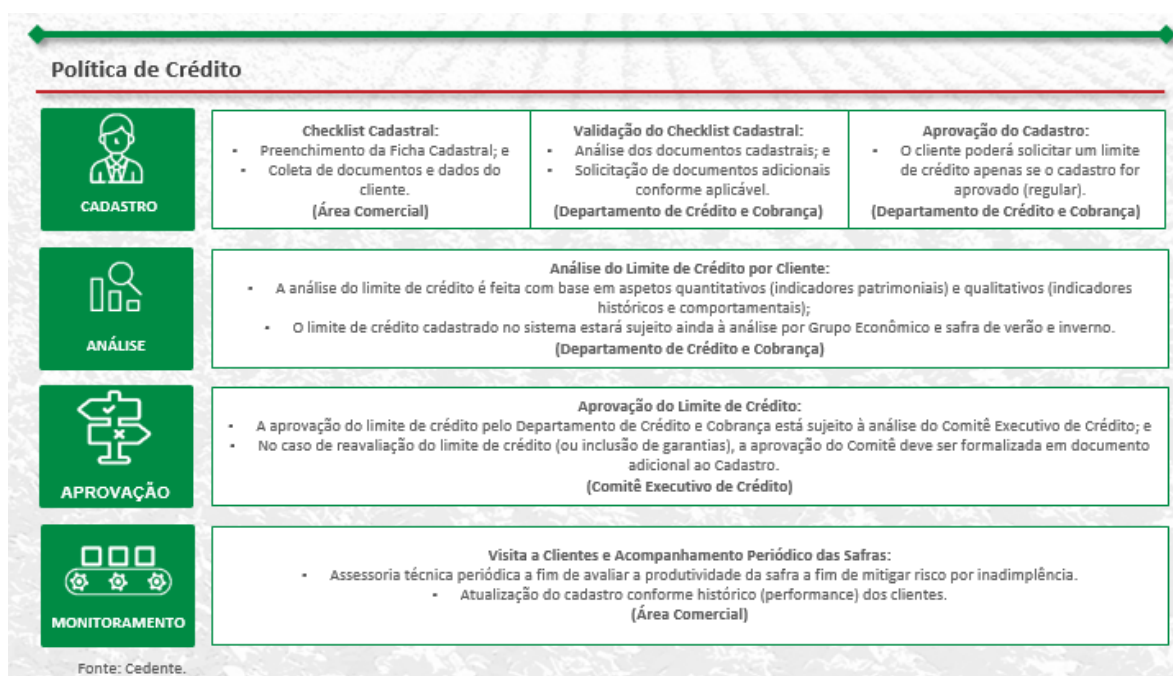 Política de Crédito
CADASTRO
Checklist Cadastral:
▪ Preenchimento da Ficha Cadastral; e
▪ Coleta de documentos e dados do
cliente.
(Área Comercial)
Validação do Checklist Cadastral:
▪ Análise dos documentos cadastrais; e
▪ Solicitação de documentos adicionais
conforme aplicável.
(Departamento de Crédito e Cobrança)
Aprovação do Cadastro:
▪ O cliente poderá solicitar um limite
de crédito apenas se o cadastro for
aprovado (regular).
(Departamento de Crédito e Cobrança)
ANÁLISE
Análise do Limite de Crédito por Cliente:
▪ A análise do limite de crédito é feita com base em aspetos quantitativos (indicadores patrimoniais) e qualitativos (indicadores
históricos e comportamentais);
▪ O limite de crédito cadastrado no sistema estará sujeito ainda à análise por Grupo Econômico e safra de verão e inverno.
(Departamento de Crédito e Cobrança)
APROVAÇÃO
Aprovação do Limite de Crédito:
▪ A aprovação do limite de crédito pelo Departamento de Crédito e Cobrança está sujeito à análise do Comitê Executivo de Crédito; e
▪ No caso de reavaliação do limite de crédito (ou inclusão de garantias), a aprovação do Comitê deve ser formalizada em documento
adicional ao Cadastro.
(Comitê Executivo de Crédito)
MONITORAMENTO
Visita a Clientes e Acompanhamento Periódico das Safras:
▪ Assessoria técnica periódica a fim de avaliar a produtividade da safra a fim de mitigar risco por inadimplência.
▪ Atualização do cadastro conforme histórico (performance) dos clientes.
(Área Comercial)
Fonte: Cedente.